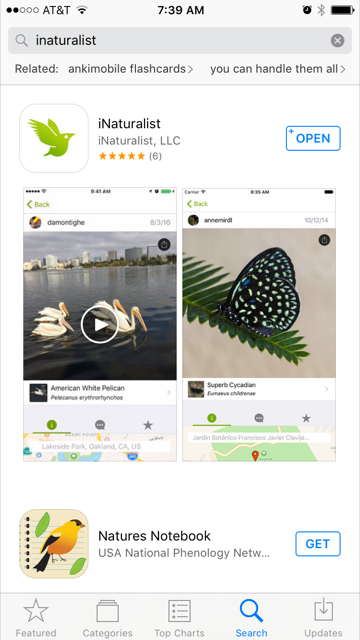 AT&T 7:39 AM
inaturalist
Related: ankimobile flashcards you can handle them all
iNaturalist
iNaturalist, LLC
(6)
OPEN
9:41 AM
Back
damontighe 8/3/16
American White Pelican
Pelecanus erythrorhynchos
Lakeside Park, Oakland, CA, US
Carrier 8:35 AM
Back
annemirdl 10/12/14
Superb Cycadian
Eumaeus childrenae
Jardín Botánico Francisco Javier Clavije...
Natures Notebook
USA National Phenology Netw...
GET
Featured Categories Top Charts Search Updates